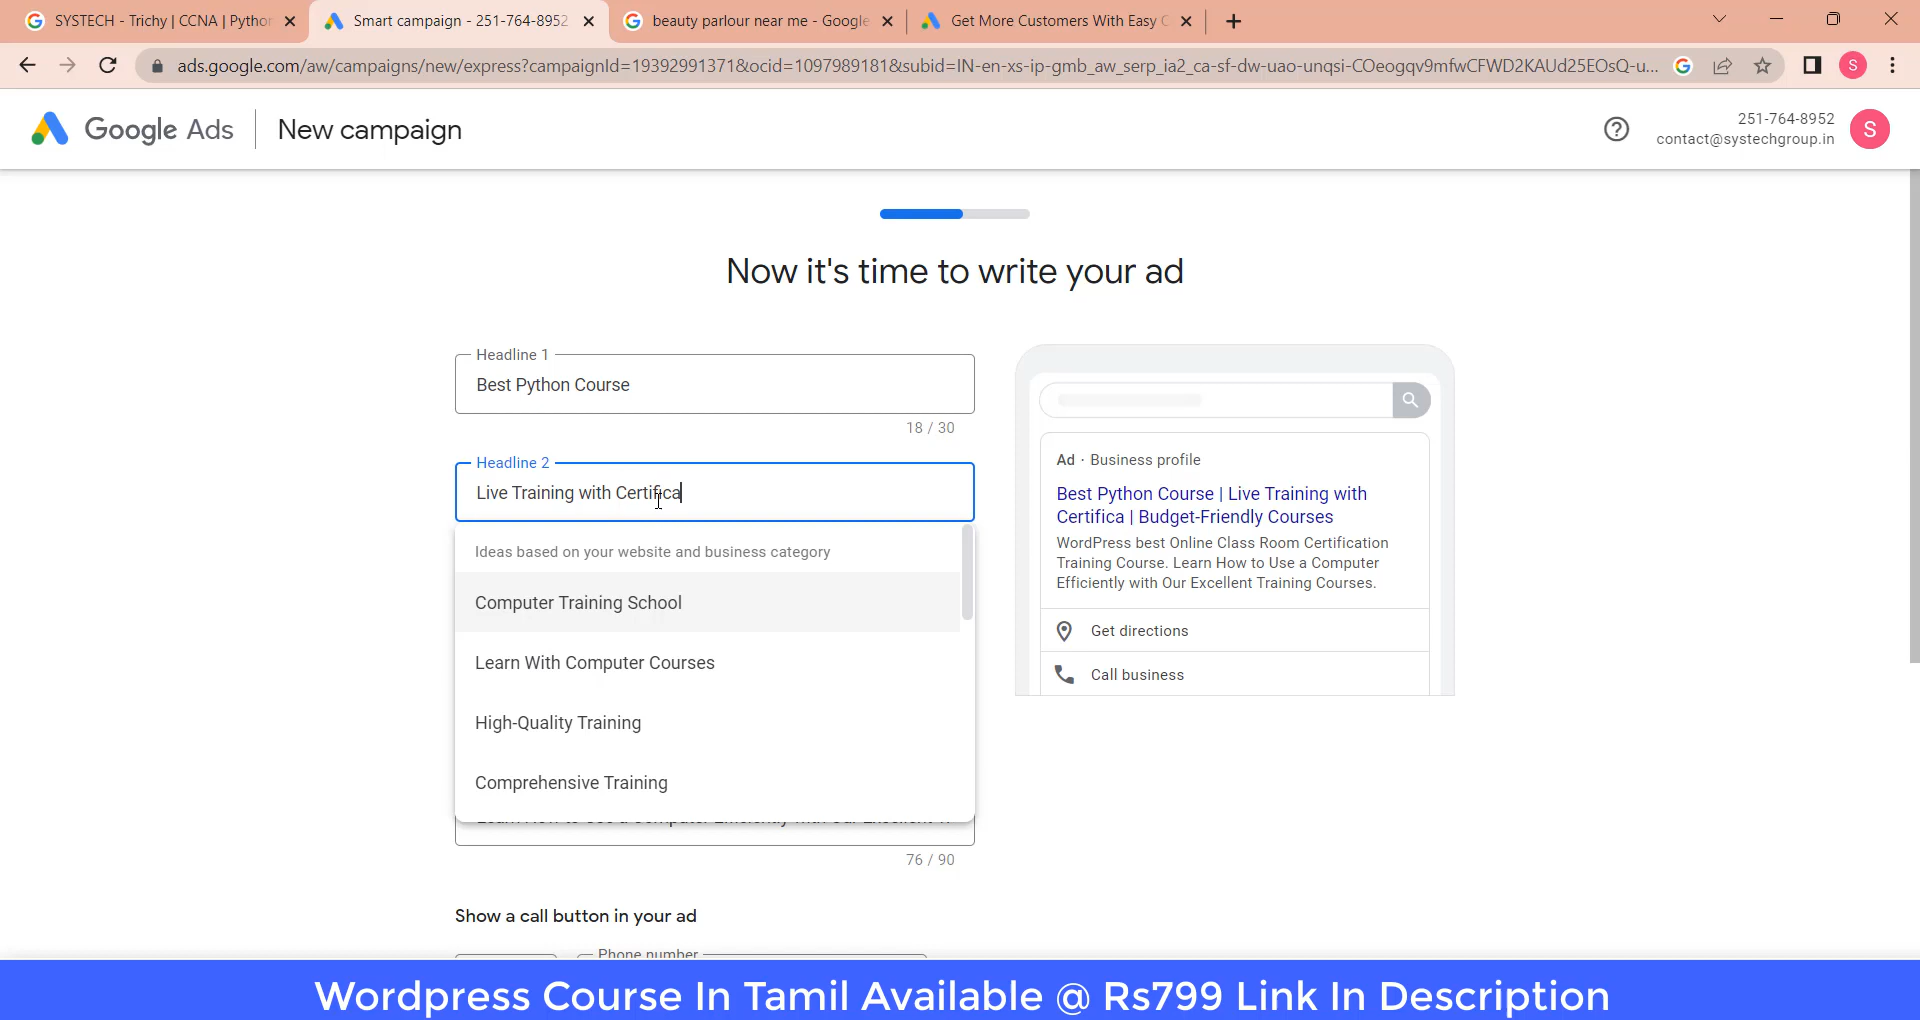 SYSTECH - Trichy | CCNA | Python
Smart campaign - 251-764-8952
beauty parlour near me - Google
Get More Customers With Easy C
ads.google.com/aw/campaigns/new/express?campaignId=19392991371&ocid=1097989181&subid=IN-en-xs-ip-gmb_aw_serp_ia2_ca-sf-dw-uao-unqsi-COeogqv9mfwCFWD2KAUd25EOsQ-u...
S
Google Ads
New campaign
251-764-8952
contact@systechgroup.in
S
Now it's time to write your ad
Headline 1
Best Python Course
18 / 30
Headline 2
Live Training with Certifica
Ideas based on your website and business category
Computer Training School
Learn With Computer Courses
High-Quality Training
Comprehensive Training
76 / 90
Ad · Business profile
Best Python Course | Live Training with
Certifica | Budget-Friendly Courses
WordPress best Online Class Room Certification
Training Course. Learn How to Use a Computer
Efficiently with Our Excellent Training Courses.
Get directions
Call business
Show a call button in your ad
Phone number
Wordpress Course In Tamil Available @ Rs799 Link In Description